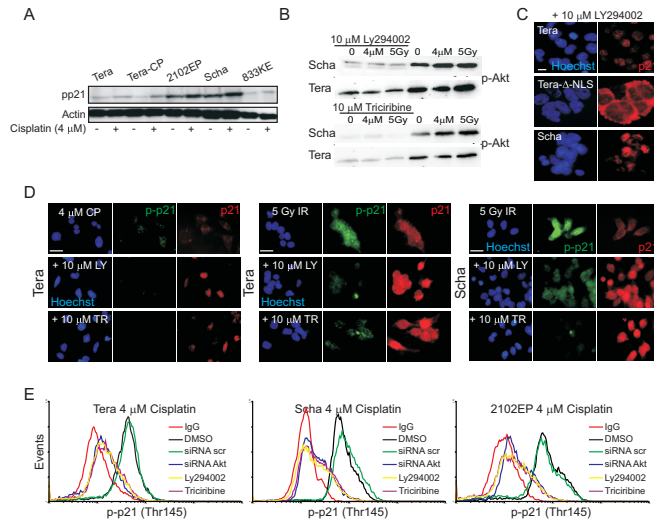 A
Tera Tera-CP 2102EP Scha 833KE
pp21
Actin
Cisplatin (4 μM) - + - + - + - + - +
B
10 μM Ly294002
0 4μM 5Gy 0 4μM 5Gy
Scha
p-Akt
Tera
10 μM Triciribine
0 4μM 5Gy 0 4μM 5Gy
Scha
p-Akt
Tera
C
+ 10 μM LY294002
Tera
Hoechst p21
Tera-Δ-NLS
Scha
D
4 μM CP p-p21 p21
+ 10 μM LY
Hoechst
+ 10 μM TR
Tera
5 Gy IR p-p21 p21
+ 10 μM LY
Hoechst
+ 10 μM TR
Tera
5 Gy IR
Hoechst p-p21 p21
+ 10 μM LY
+ 10 μM TR
Scha
E
Events
Tera 4 μM Cisplatin
IgG
DMSO
siRNA scr
siRNA Akt
Ly294002
Triciribine
p-p21 (Thr145)
Scha 4 μM Cisplatin
IgG
DMSO
siRNA scr
siRNA Akt
Ly294002
Triciribine
p-p21 (Thr145)
2102EP 4 μM Cisplatin
IgG
DMSO
siRNA scr
siRNA Akt
Ly294002
Triciribine
p-p21 (Thr145)